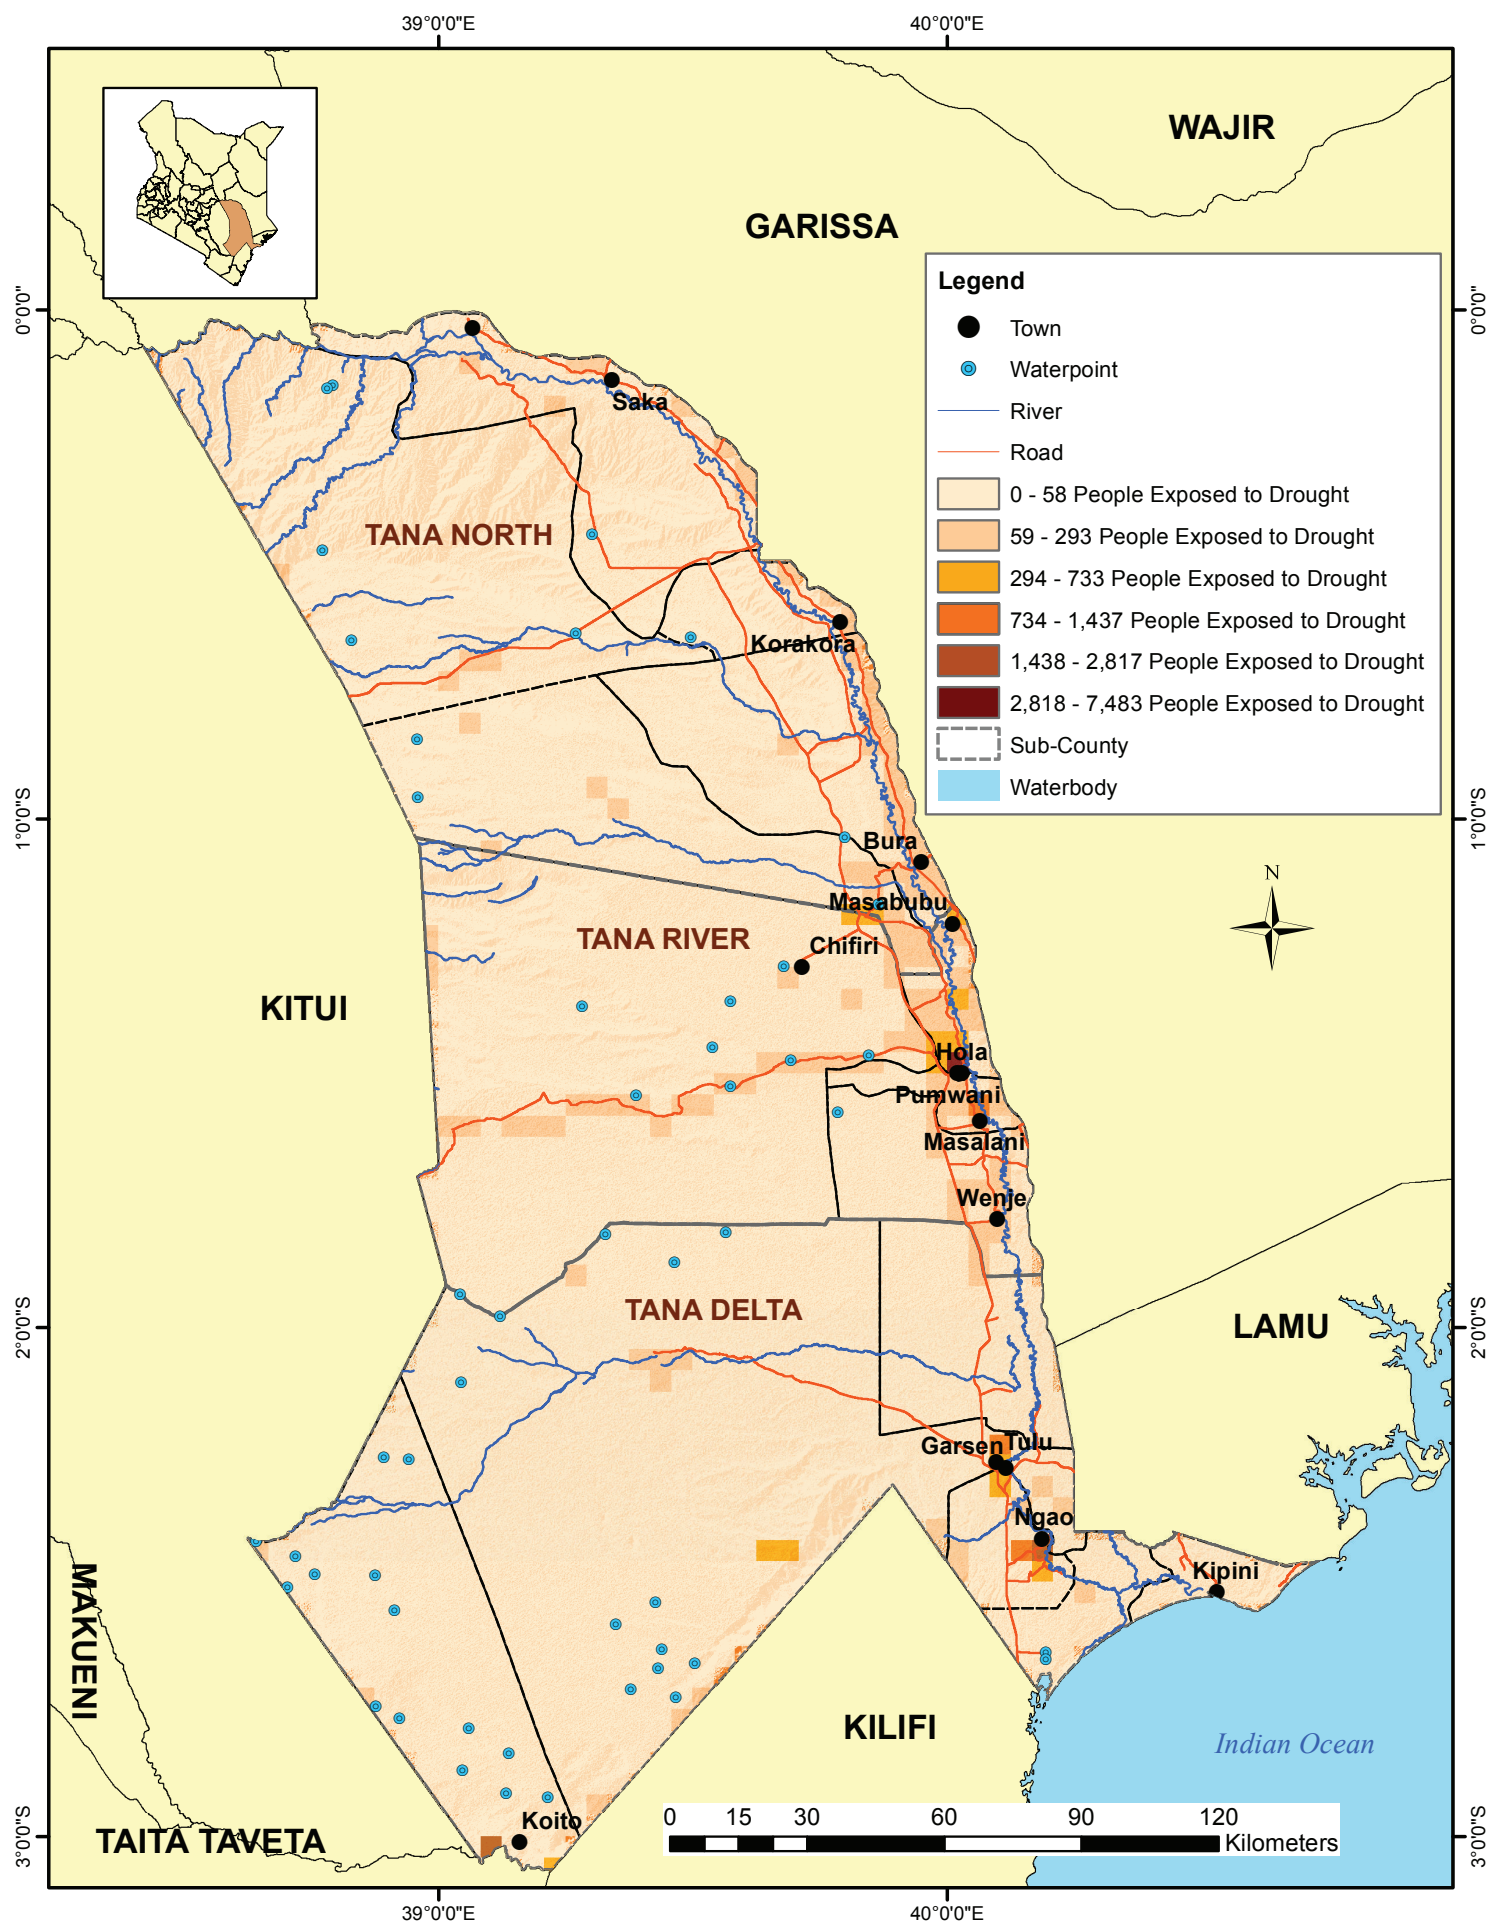 39°0'0"E
40°0'0"E
WAJIR
GARISSA
Legend
Town
Waterpoint
River
Road
0 - 58 People Exposed to Drought
59 - 293 People Exposed to Drought
294 - 733 People Exposed to Drought
734 - 1,437 People Exposed to Drought
1,438 - 2,817 People Exposed to Drought
2,818 - 7,483 People Exposed to Drought
Sub-County
Waterbody
0°0'0"
0°0'0"
Saka
TANA NORTH
Korakora
1°0'0"S
1°0'0"S
Bura
N
Masabubu
TANA RIVER
Chifiri
KITUI
Hola
Pumwani
Masalani
Wenje
TANA DELTA
2°0'0"S
LAMU
2°0'0"S
Garsen
Tulu
Ngao
Kipini
MAKUENI
KILIFI
Indian Ocean
Koito
TAITA TAVETA
0 15 30 60 90 120
Kilometers
3°0'0"S
3°0'0"S
39°0'0"E
40°0'0"E